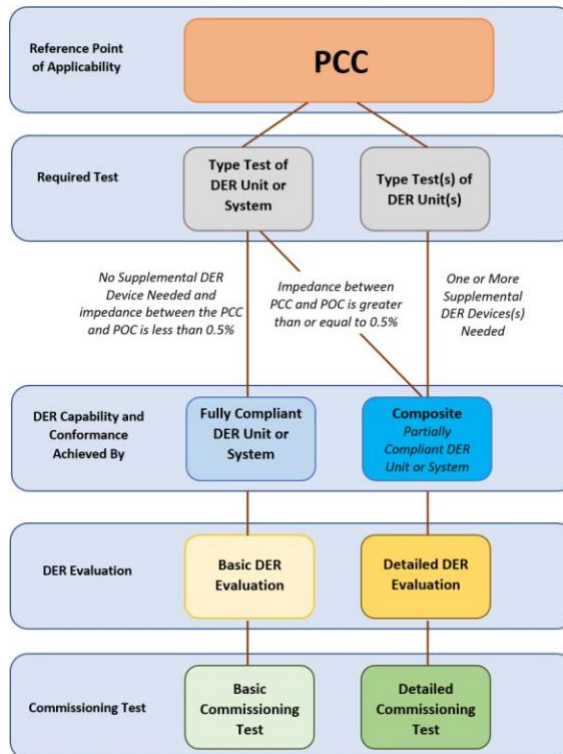 Reference Point
of Applicability
PCC
Required Test
Type Test of
DER Unit or
System
Type Test(s) of
DER Unit(s)
No Supplemental DER
Device Needed and
impedance between the PCC
and POC is less than 0.5%
Impedance between
PCC and POC is greater
than or equal to 0.5%
One or More
Supplemental
DER Devices(s)
Needed
DER Capability and
Conformance
Achieved By
Fully Compliant
DER Unit or
System
Composite
Partially
Compliant DER
Unit or System
DER Evaluation
Basic DER
Evaluation
Detailed DER
Evaluation
Commissioning Test
Basic
Commissioning
Test
Detailed
Commissioning
Test